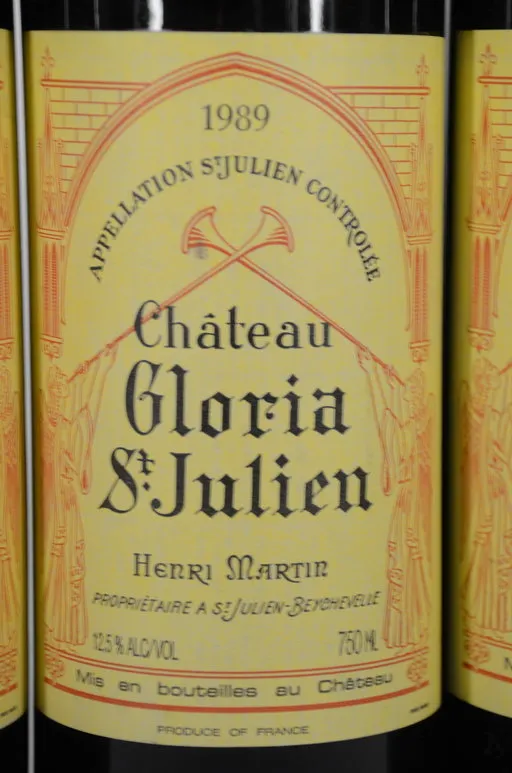 1989
APPELLATION ST JULIEN CONTROLÉE
Château
Gloria
St. Julien
HENRI MARTIN
PROPRIÉTAIRE A ST JULIEN-BEYCHEVELLE
12.5 % ALC/VOL 750 ML
Mis en bouteilles au Château
PRODUCE OF FRANCE